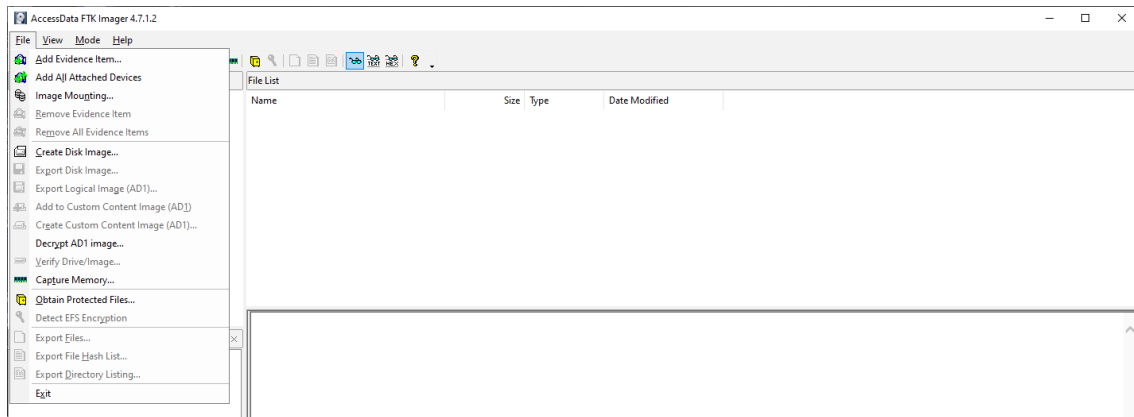 AccessData FTK Imager 4.7.1.2
File View Mode Help
Add Evidence Item...
Add All Attached Devices
Image Mounting...
Remove Evidence Item
Remove All Evidence Items
Create Disk Image...
Export Disk Image...
Export Logical Image (AD1)...
Add to Custom Content Image (AD1)
Create Custom Content Image (AD1)...
Decrypt AD1 image...
Verify Drive/Image...
Capture Memory...
Obtain Protected Files...
Detect EFS Encryption
Export Files...
Export File Hash List...
Export Directory Listing...
Exit
TEXT HEX
File List
Name Size Type Date Modified